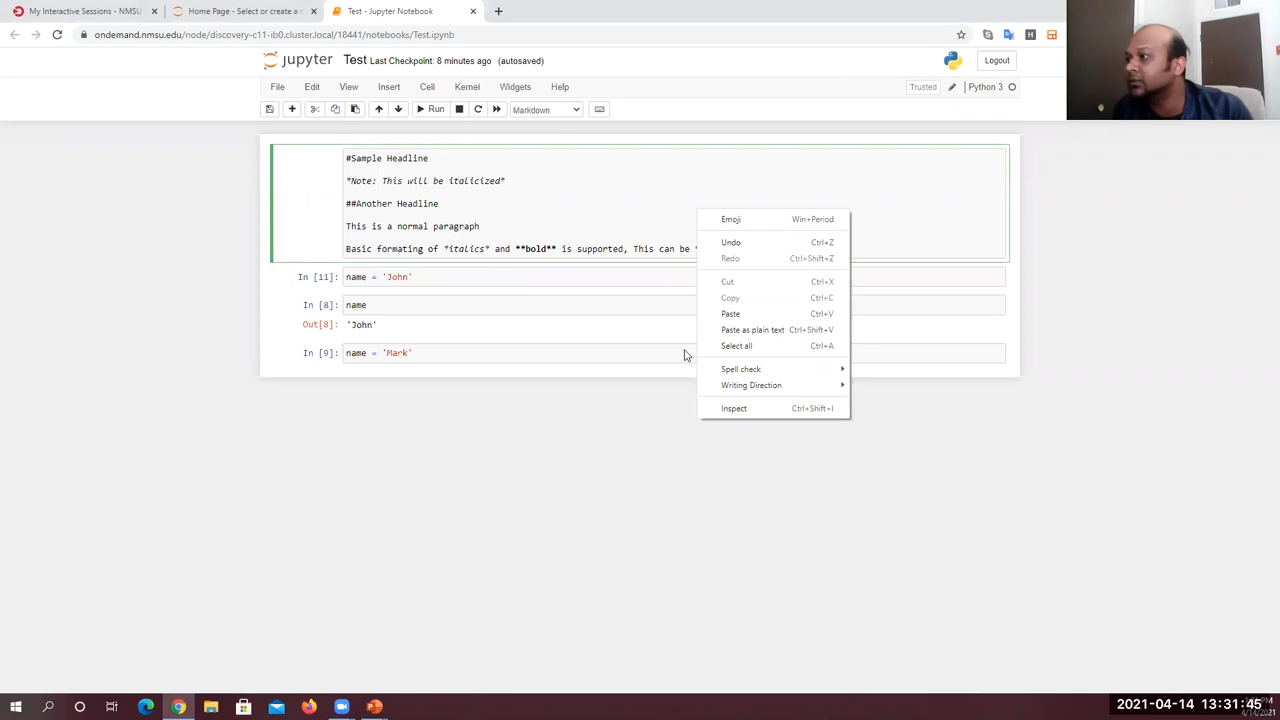 My Interactive Sessions - NMSU
Home Page - Select or create a
Test - Jupyter Notebook
ondemand.nmsu.edu/node/discovery-c11-ib0.cluster.local/18441/notebooks/Test.ipynb
jupyter Test Last Checkpoint: 8 minutes ago (autosaved)
Logout
File Edit View Insert Cell Kernel Widgets Help
Trusted
Python 3
Run
Markdown
#Sample Headline
*Note: This will be italicized*
##Another Headline
This is a normal paragraph
Basic formating of *italics* and **bold** is supported, This can be *
In [11]: name = 'John'
In [8]: name
Out[8]: 'John'
In [9]: name = 'Mark'
Emoji Win+Period
Undo Ctrl+Z
Redo Ctrl+Shift+Z
Cut Ctrl+X
Copy Ctrl+C
Paste Ctrl+V
Paste as plain text Ctrl+Shift+V
Select all Ctrl+A
Spell check
Writing Direction
Inspect Ctrl+Shift+I
2021-04-14 13:31:45